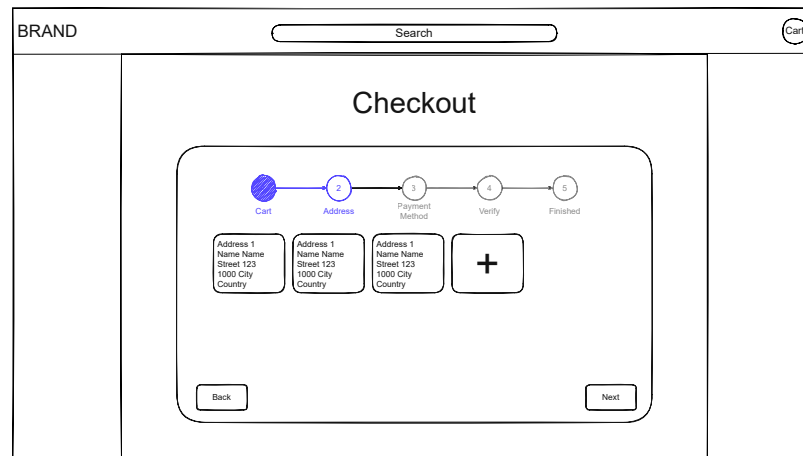 BRAND
Search
Cart
Checkout
2
3
4
5
Cart
Address
Payment
Method
Verify
Finished
Address 1
Name Name
Street 123
1000 City
Country
Address 1
Name Name
Street 123
1000 City
Country
Address 1
Name Name
Street 123
1000 City
Country
+
Back
Next